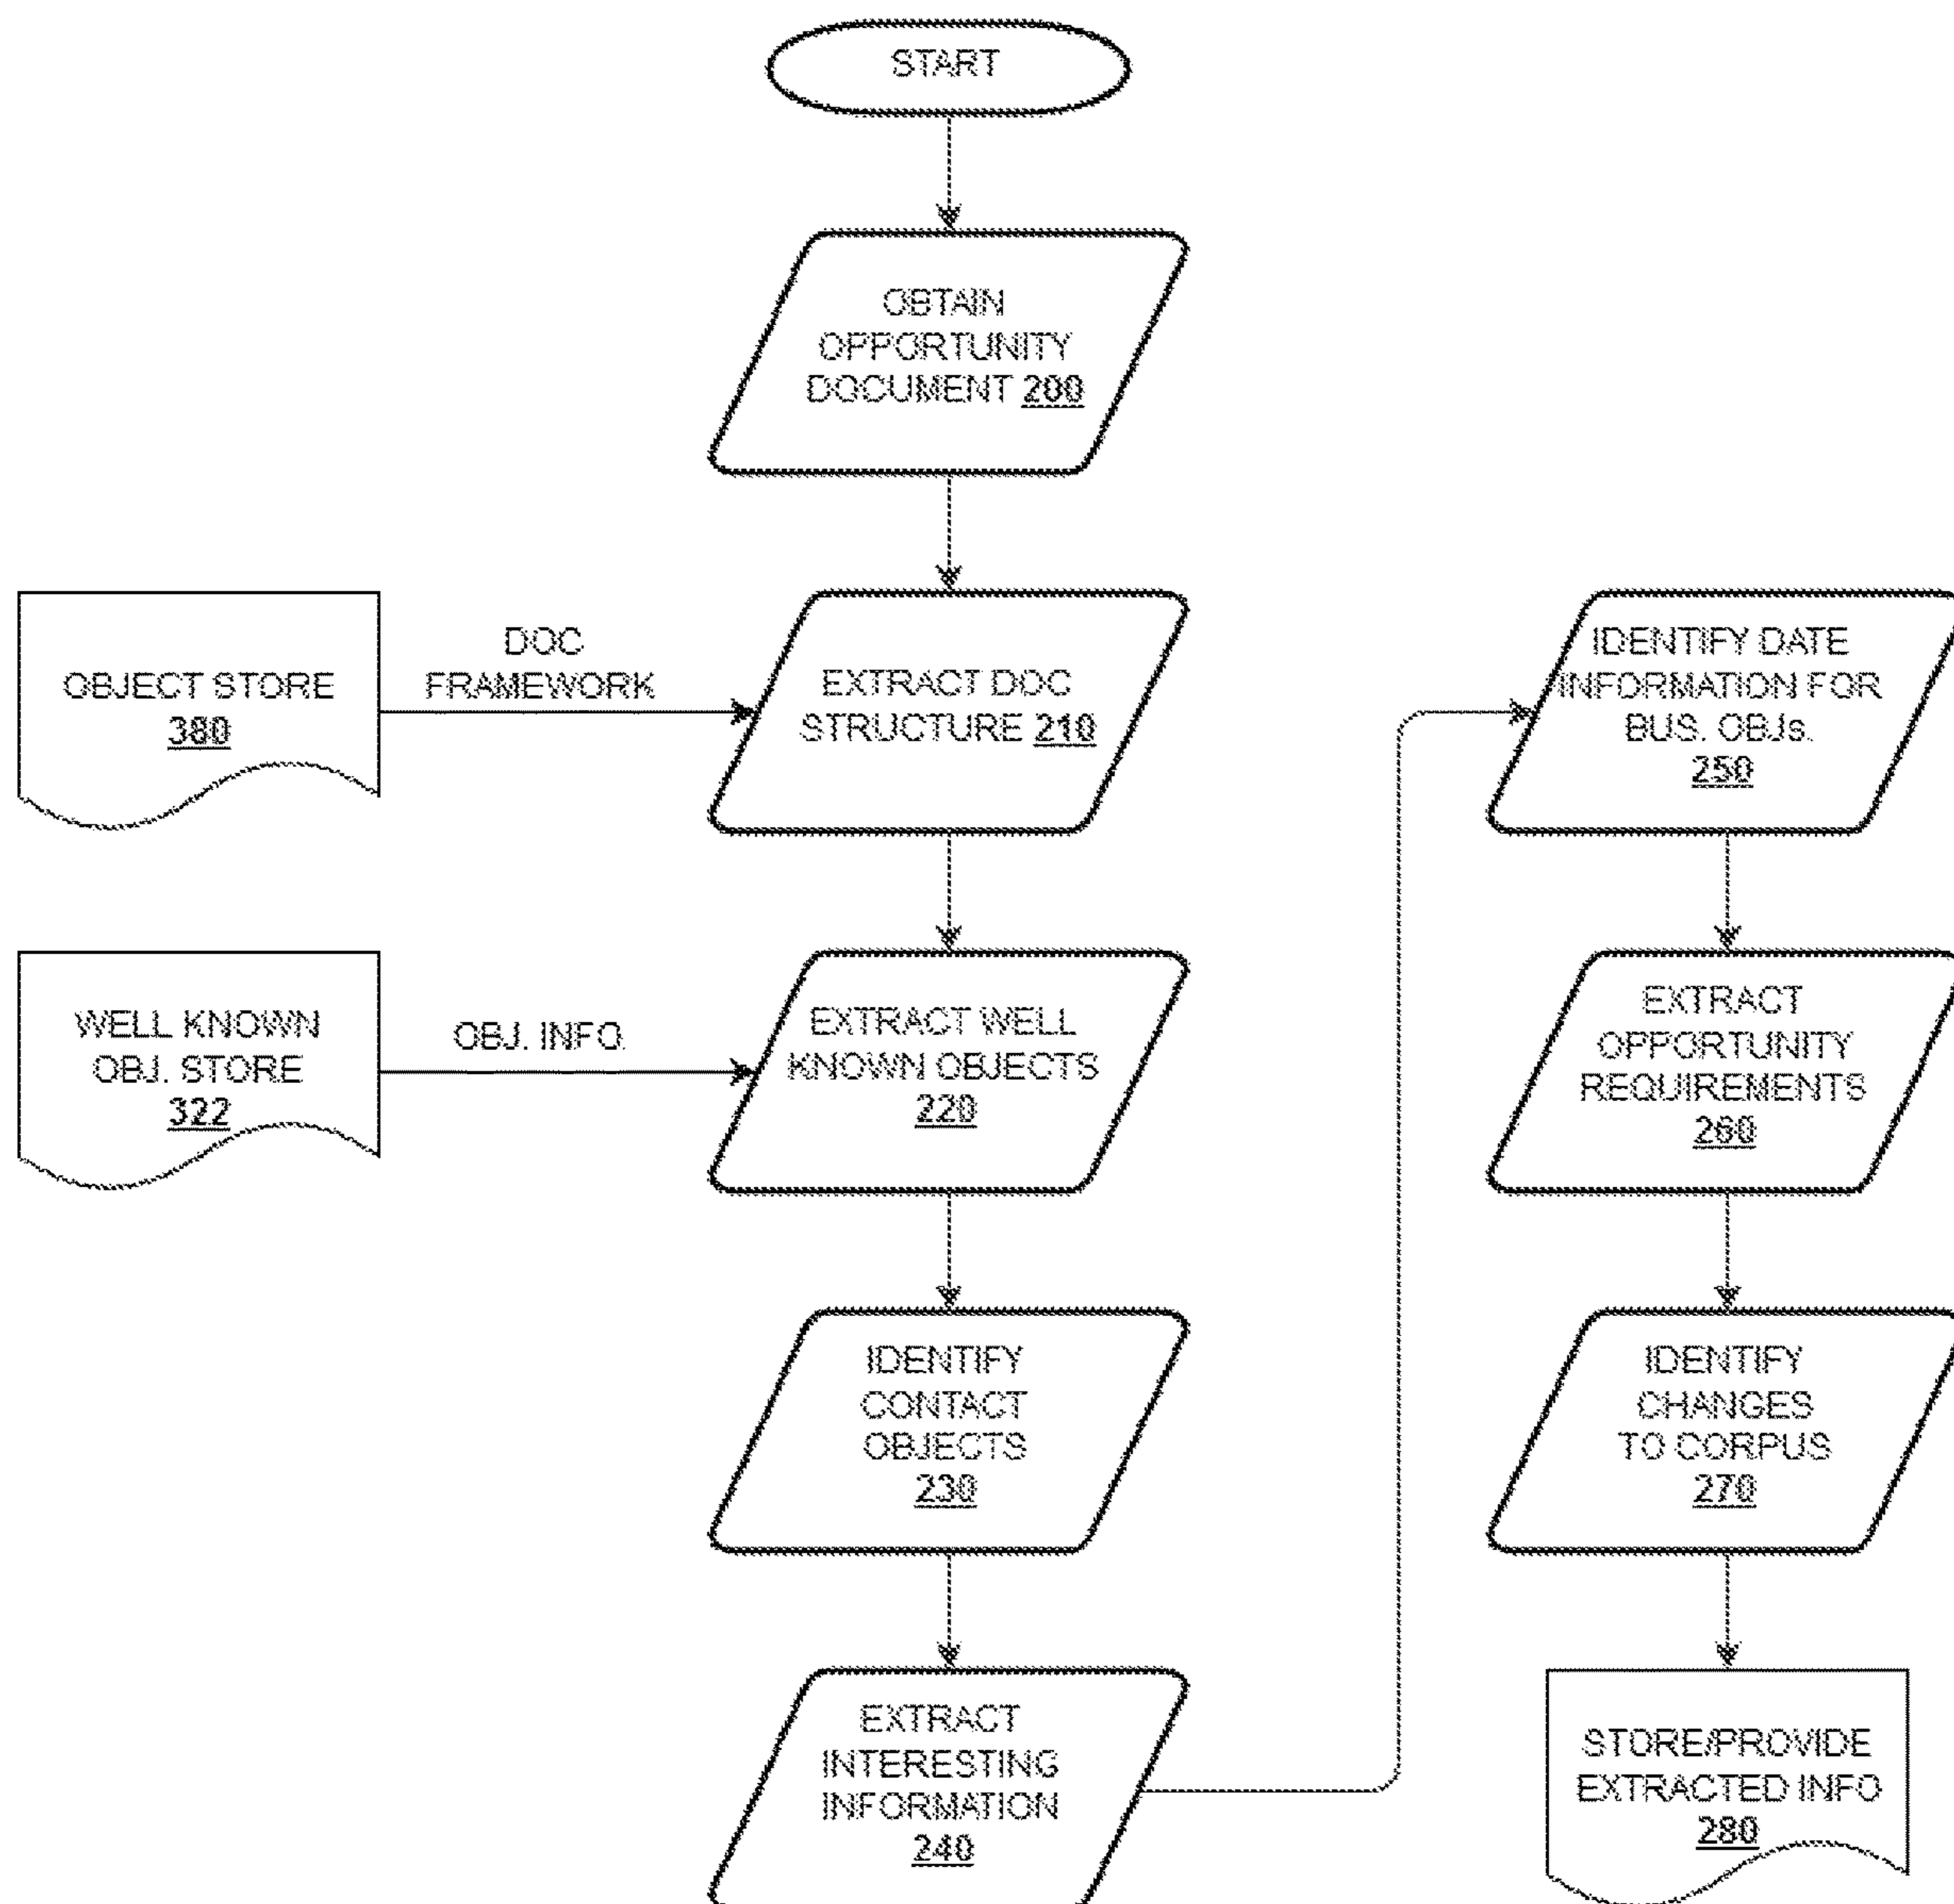 START
OBTAIN
OPPORTUNITY
DOCUMENT 200
OBJECT STORE
380
DOC
FRAMEWORK
EXTRACT DOC
STRUCTURE 210
WELL KNOWN
OBJ. STORE
322
OBJ. INFO.
EXTRACT WELL
KNOWN OBJECTS
220
IDENTIFY
CONTACT
OBJECTS
230
EXTRACT
INTERESTING
INFORMATION
240
IDENTIFY DATE
INFORMATION FOR
BUS. OBJs.
250
EXTRACT
OPPORTUNITY
REQUIREMENTS
260
IDENTIFY
CHANGES
TO CORPUS
270
STORE/PROVIDE
EXTRACTED INFO
280